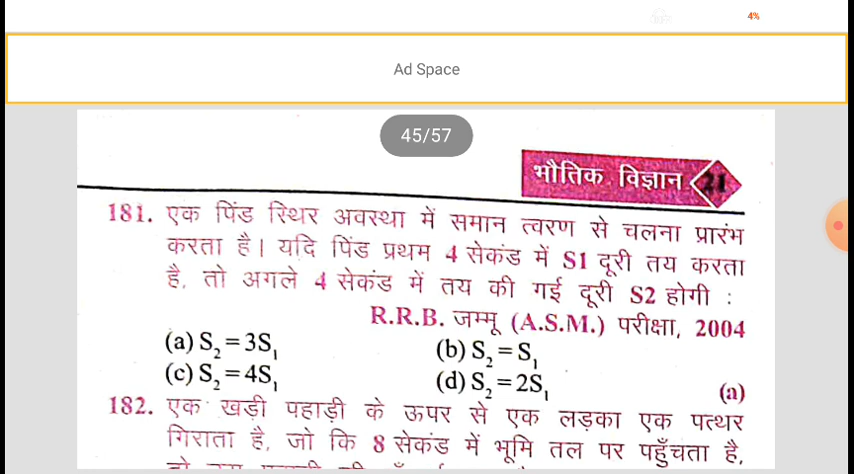 4%
Ad Space
45/57
भौतिक विज्ञान 21
181. एक पिंड स्थिर अवस्था में समान त्वरण से चलना प्रारंभ
करता है। यदि पिंड प्रथम 4 सेकंड में S1 दूरी तय करता
है, तो अगले 4 सेकंड में तय की गई दूरी S2 होगी :
R.R.B. जम्मू (A.S.M.) परीक्षा, 2004
(a) S₂ = 3S₁ (b) S₂ = S₁
(c) S₂ = 4S₁ (d) S₂ = 2S₁ (a)
182. एक खड़ी पहाड़ी के ऊपर से एक लड़का एक पत्थर
गिराता है, जो कि 8 सेकंड में भूमि तल पर पहुँचता है,